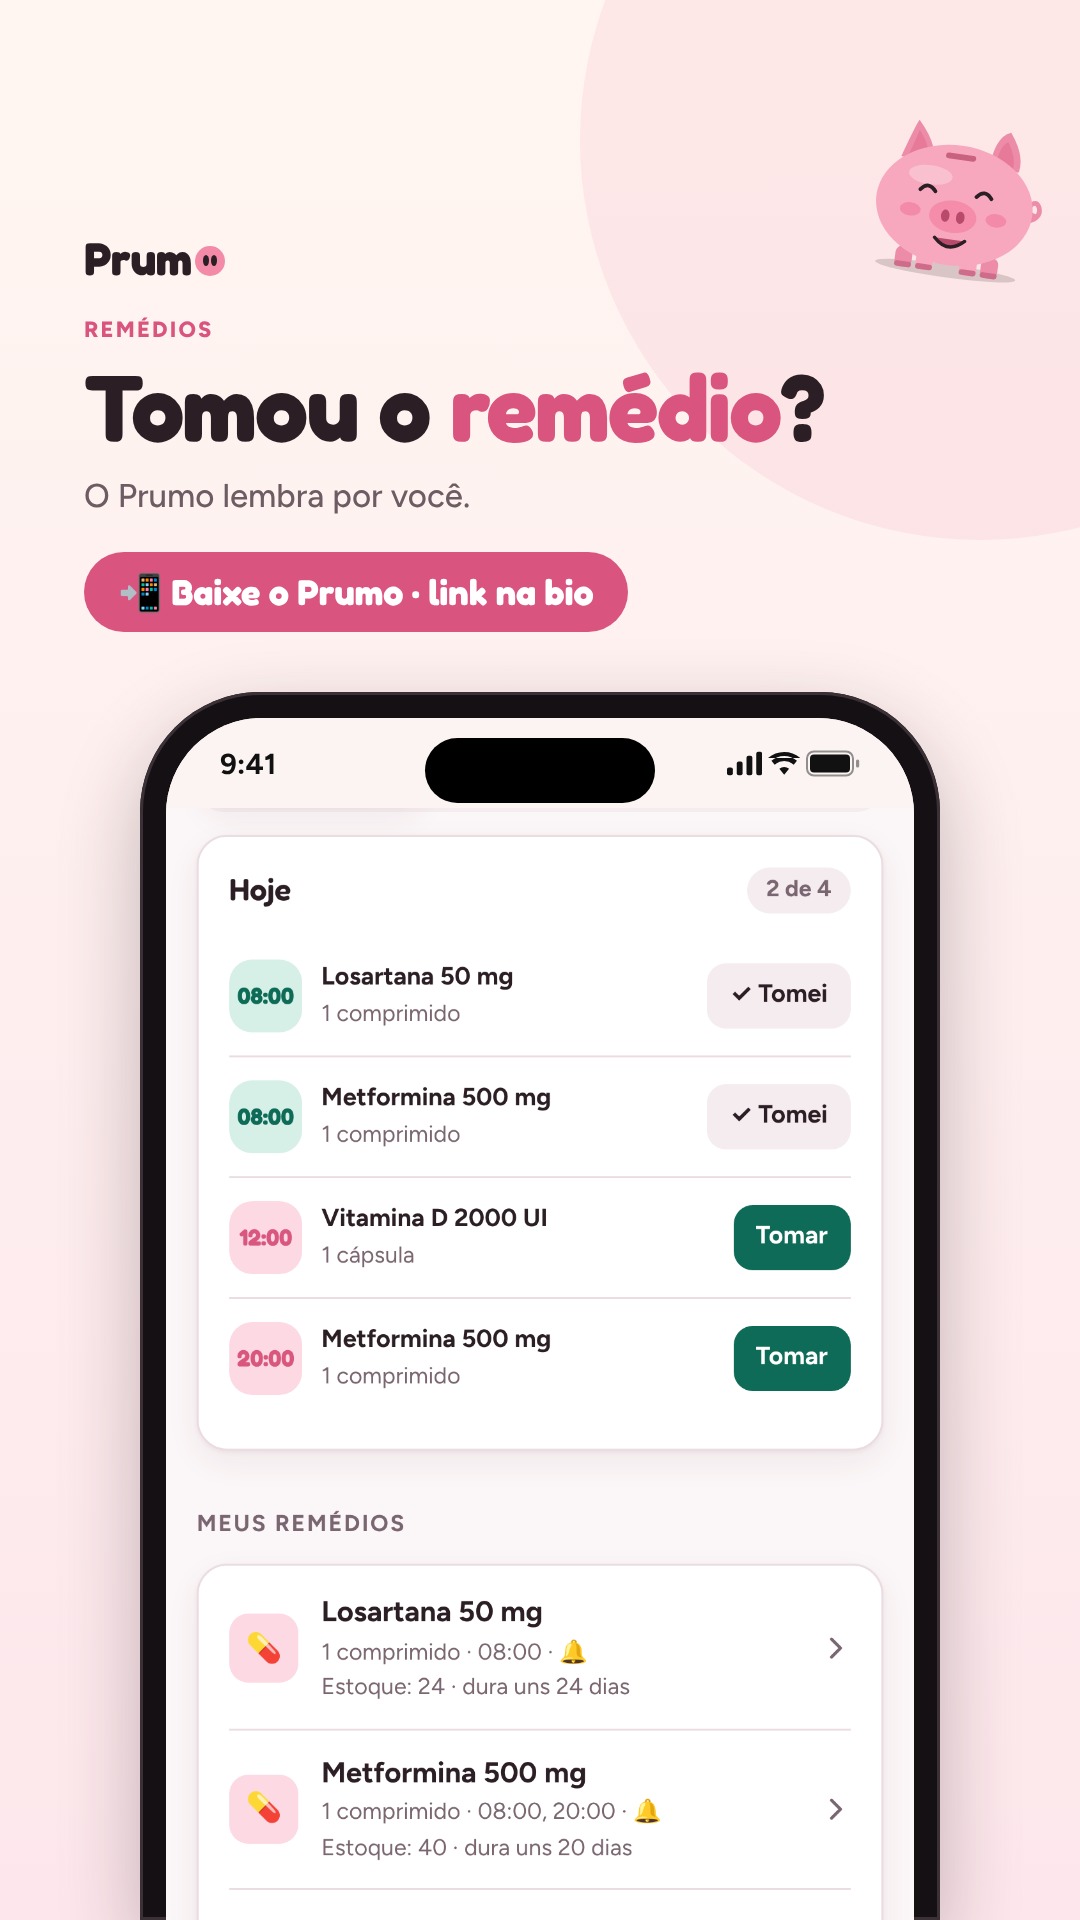 Prumo
REMÉDIOS
Tomou o remédio?
O Prumo lembra por você.
📲 Baixe o Prumo · link na bio
9:41
Hoje
2 de 4
08:00
Losartana 50 mg
1 comprimido
✓ Tomei
08:00
Metformina 500 mg
1 comprimido
✓ Tomei
12:00
Vitamina D 2000 UI
1 cápsula
Tomar
20:00
Metformina 500 mg
1 comprimido
Tomar
MEUS REMÉDIOS
Losartana 50 mg
1 comprimido · 08:00 · 🔔
Estoque: 24 · dura uns 24 dias
Metformina 500 mg
1 comprimido · 08:00, 20:00 · 🔔
Estoque: 40 · dura uns 20 dias